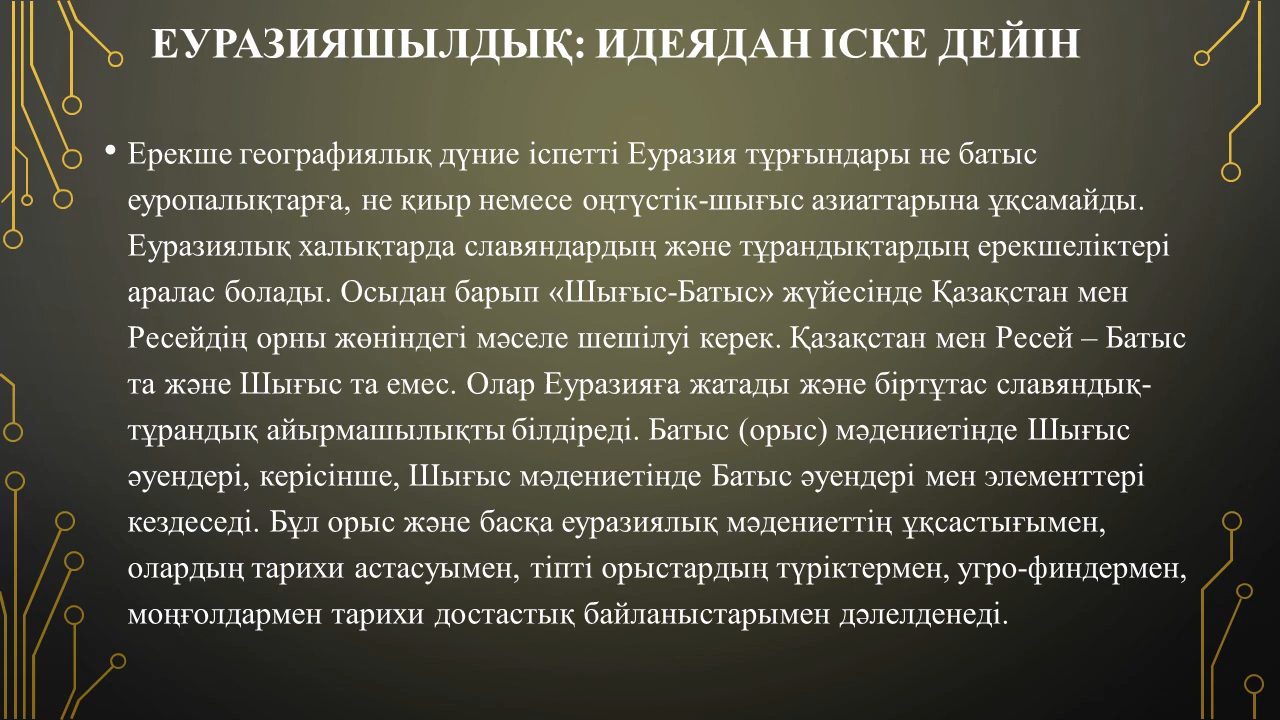 ЕУРАЗИЯШЫЛДЫҚ: ИДЕЯДАН ІСКЕ ДЕЙІН
• Ерекше географиялық дүние іспетті Еуразия тұрғындары не батыс
еуропалықтарға, не қиыр немесе оңтүстік-шығыс азиаттарына ұқсамайды.
Еуразиялық халықтарда славяндардың және тұрандықтардың ерекшеліктері
аралас болады. Осыдан барып «Шығыс-Батыс» жүйесінде Қазақстан мен
Ресейдің орны жөніндегі мәселе шешілуі керек. Қазақстан мен Ресей – Батыс
та және Шығыс та емес. Олар Еуразияға жатады және біртұтас славяндық-
тұрандық айырмашылықты білдіреді. Батыс (орыс) мәдениетінде Шығыс
әуендері, керісінше, Шығыс мәдениетінде Батыс әуендері мен элементтері
кездеседі. Бұл орыс және басқа еуразиялық мәдениеттің ұқсастығымен,
олардың тарихи астасуымен, тіпті орыстардың түріктермен, угро-финдермен,
моңғолдармен тарихи достастық байланыстарымен дәлелденеді.